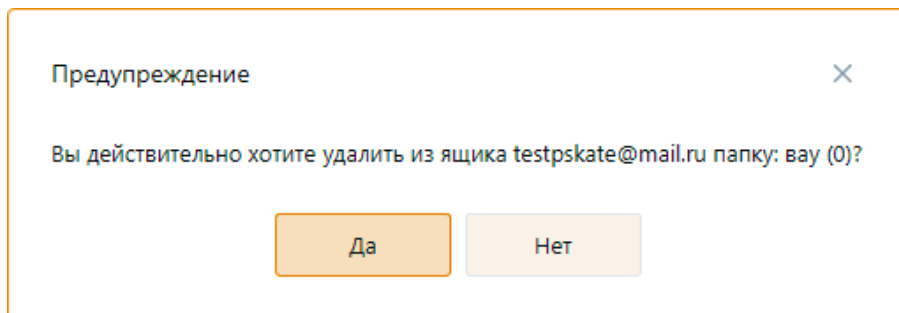 Предупреждение
Вы действительно хотите удалить из ящика testpskate@mail.ru папку: вау (0)?
Да
Нет